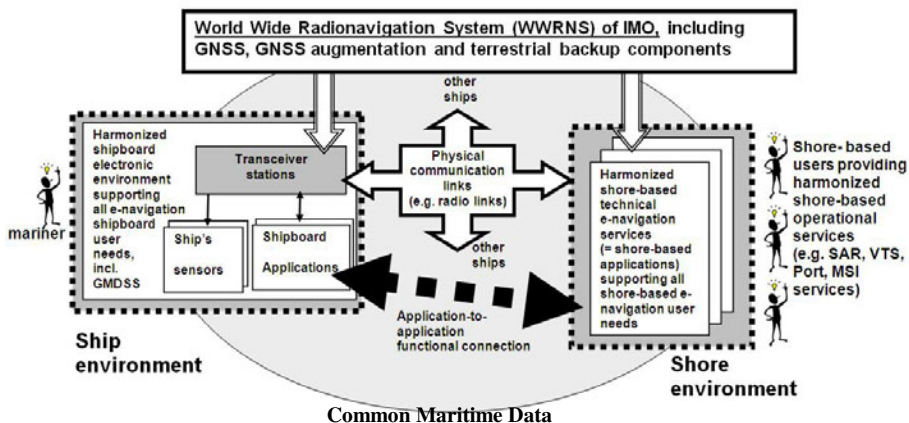 World Wide Radionavigation System (WWRNS) of IMO, including
GNSS, GNSS augmentation and terrestrial backup components
other
ships
Harmonized
shipboard
electronic
environment
supporting
all e-navigation
shipboard
user
needs,
incl.
GMDSS
Transceiver
stations
Ship's
sensors
Shipboard
Applications
mariner
Physical
communication
links
(e.g. radio links)
other
ships
Harmonized
shore-based
technical
e-navigation
services
(= shore-based
applications)
supporting all
shore-based e-
navigation user
needs
Shore- based
users providing
harmonized
shore-based
operational
services
(e.g. SAR, VTS,
Port, MSI
services)
Application-to-
application
functional connection
Ship
environment
Shore
environment
Common Maritime Data